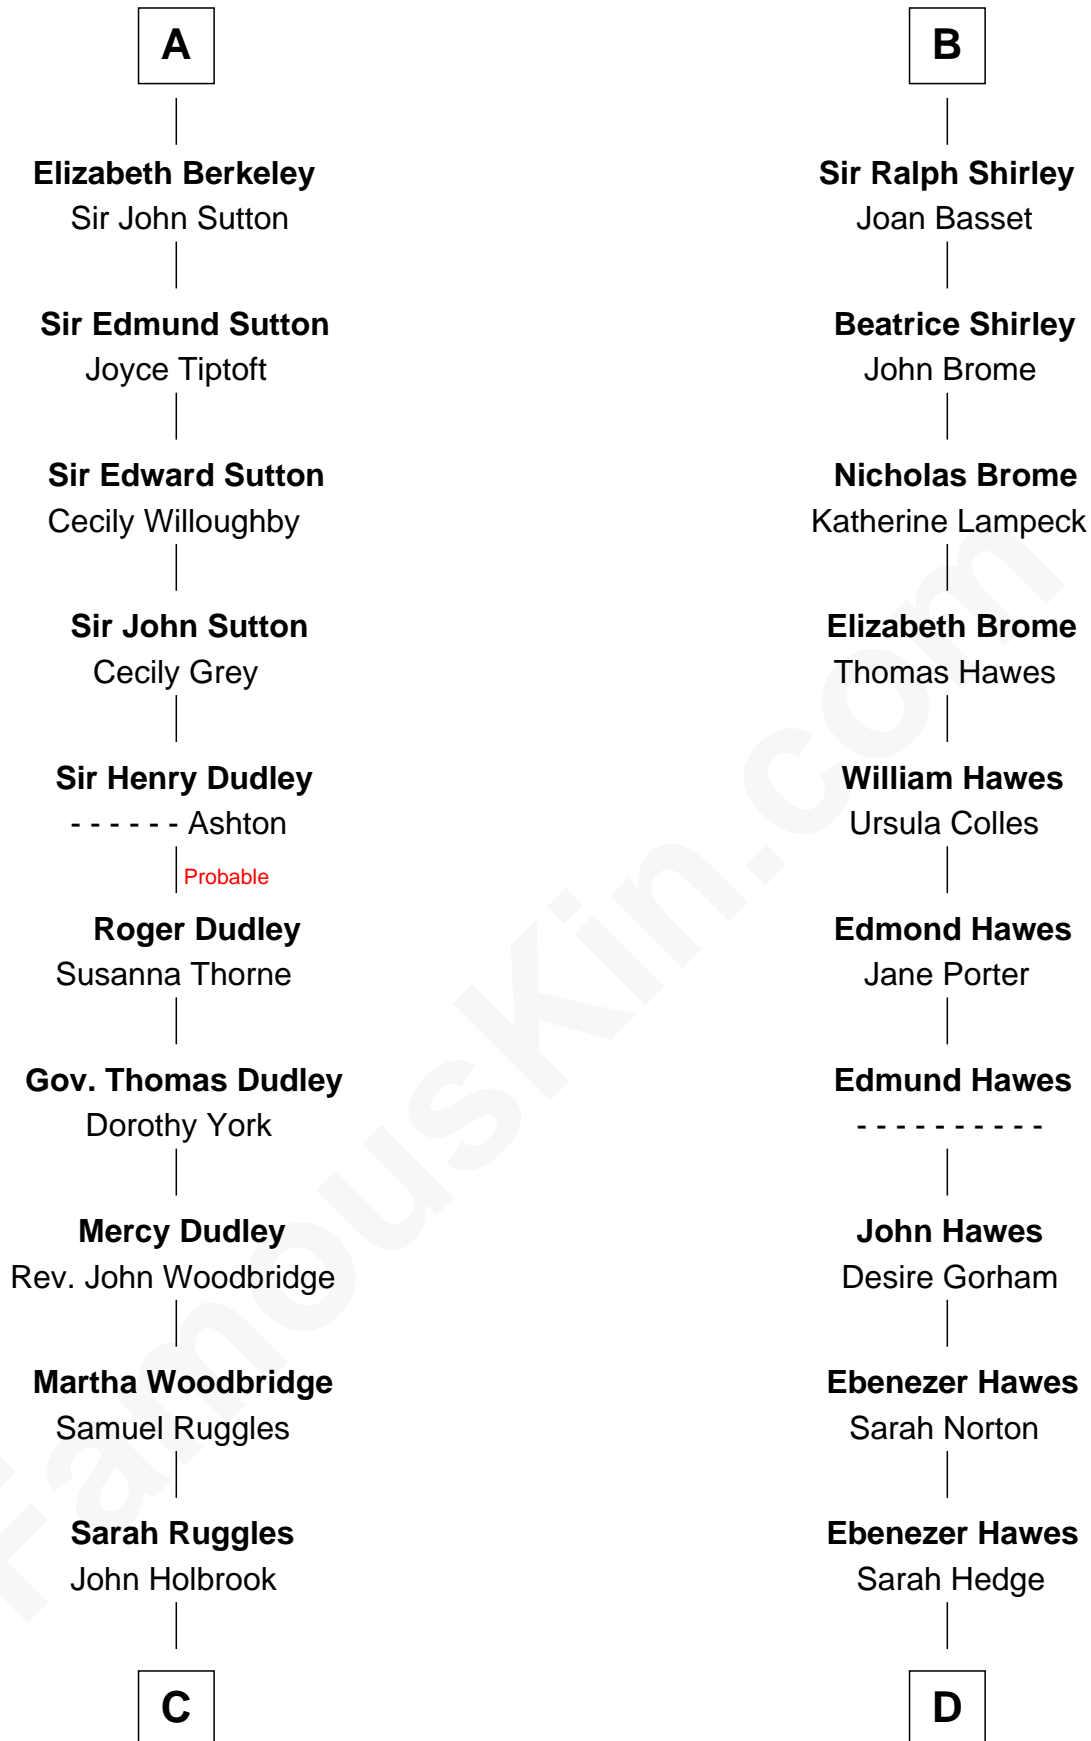 A
Elizabeth Berkeley
Sir John Sutton
Sir Edmund Sutton
Joyce Tiptoft
Sir Edward Sutton
Cecily Willoughby
Sir John Sutton
Cecily Grey
Sir Henry Dudley
- - - - - - Ashton
Probable
Roger Dudley
Susanna Thorne
Gov. Thomas Dudley
Dorothy York
Mercy Dudley
Rev. John Woodbridge
Martha Woodbridge
Samuel Ruggles
Sarah Ruggles
John Holbrook
C
B
Sir Ralph Shirley
Joan Basset
Beatrice Shirley
John Brome
Nicholas Brome
Katherine Lampeck
Elizabeth Brome
Thomas Hawes
William Hawes
Ursula Colles
Edmond Hawes
Jane Porter
Edmund Hawes
- - - - - - - - - -
John Hawes
Desire Gorham
Ebenezer Hawes
Sarah Norton
Ebenezer Hawes
Sarah Hedge
D
FamousKin.com